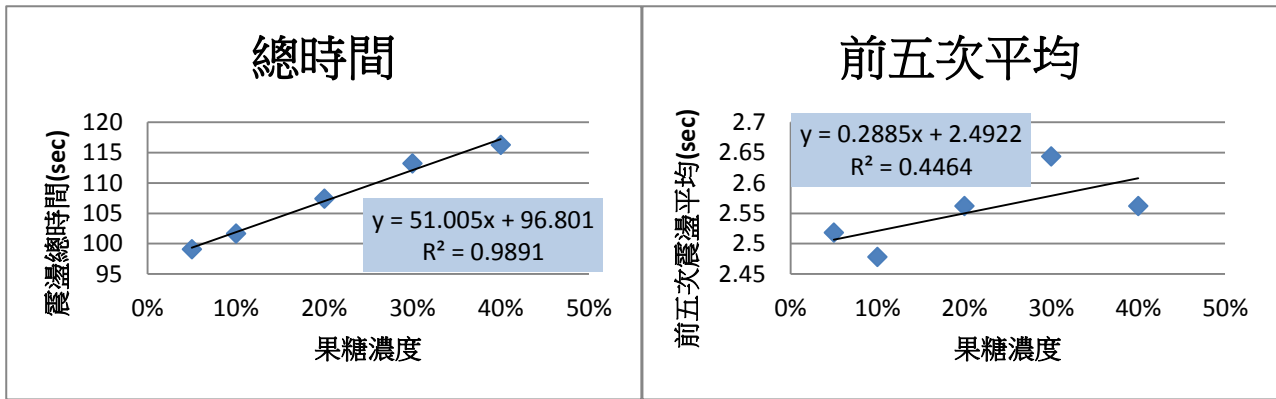 總時間
震盪總時間(sec)
120
115
110
105
100
95
y = 51.005x + 96.801
R² = 0.9891
0%
10%
20%
30%
40%
50%
果糖濃度
前五次平均
前五次震盪平均(sec)
2.7
2.65
2.6
2.55
2.5
2.45
y = 0.2885x + 2.4922
R² = 0.4464
0%
10%
20%
30%
40%
50%
果糖濃度